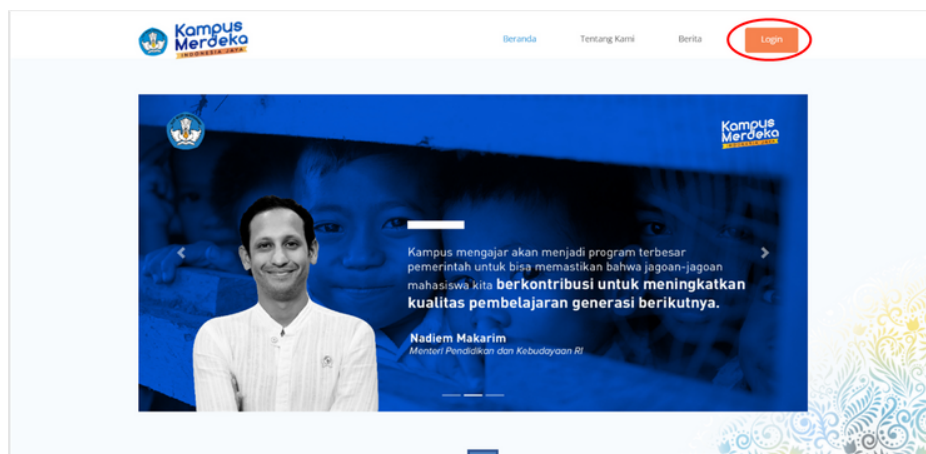 Kampus
Merdeka
INDONESIA JAYA
Beranda Tentang Kami Berita Login
Kampus
Merdeka
INDONESIA JAYA
Kampus mengajar akan menjadi program terbesar
pemerintah untuk bisa memastikan bahwa jagoan-jagoan
mahasiswa kita berkontribusi untuk meningkatkan
kualitas pembelajaran generasi berikutnya.
Nadiem Makarim
Menteri Pendidikan dan Kebudayaan RI